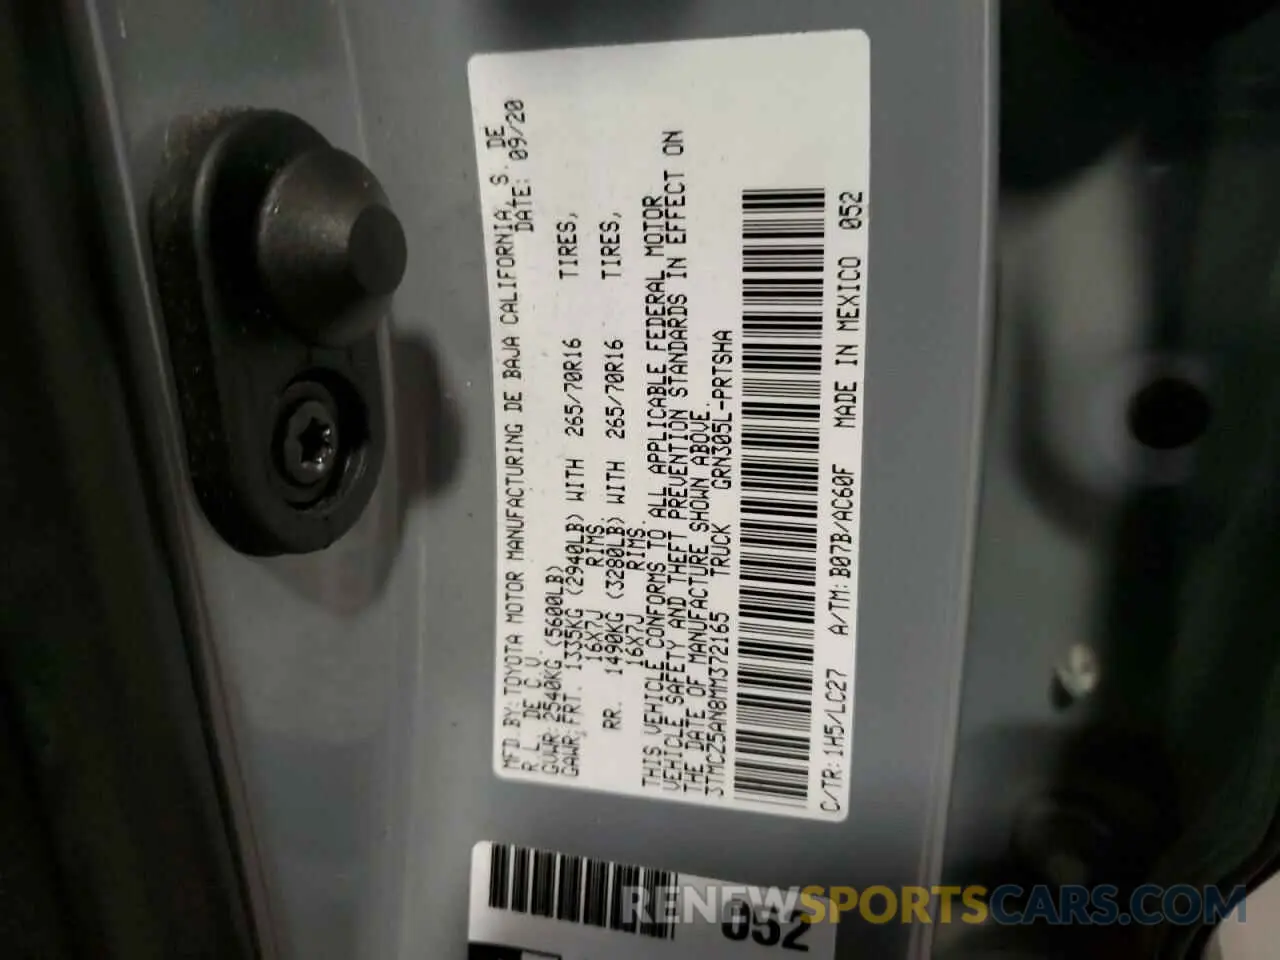 MFD BY: TOYOTA MOTOR MANUFACTURING DE BAJA CALIFORNIA, S. DE
R. L. DE C. V. DATE: 09/20
GVWR: 2540KG (5600LB)
GAWR: FRT. 1335KG (2940LB) WITH 265/70R16 TIRES,
16X7J RIMS,
RR. 1490KG (3280LB) WITH 265/70R16 TIRES,
16X7J RIMS.
THIS VEHICLE CONFORMS TO ALL APPLICABLE FEDERAL MOTOR
VEHICLE SAFETY AND THEFT PREVENTION STANDARDS IN EFFECT ON
THE DATE OF MANUFACTURE SHOWN ABOVE.
3TMCZ5AN8MM372165 TRUCK GRN305L-PRTSHA
C/TR: 1H5/LC27 A/TM: B07B/AC60F MADE IN MEXICO 052
052
RENEWSPORTSCARS.COM